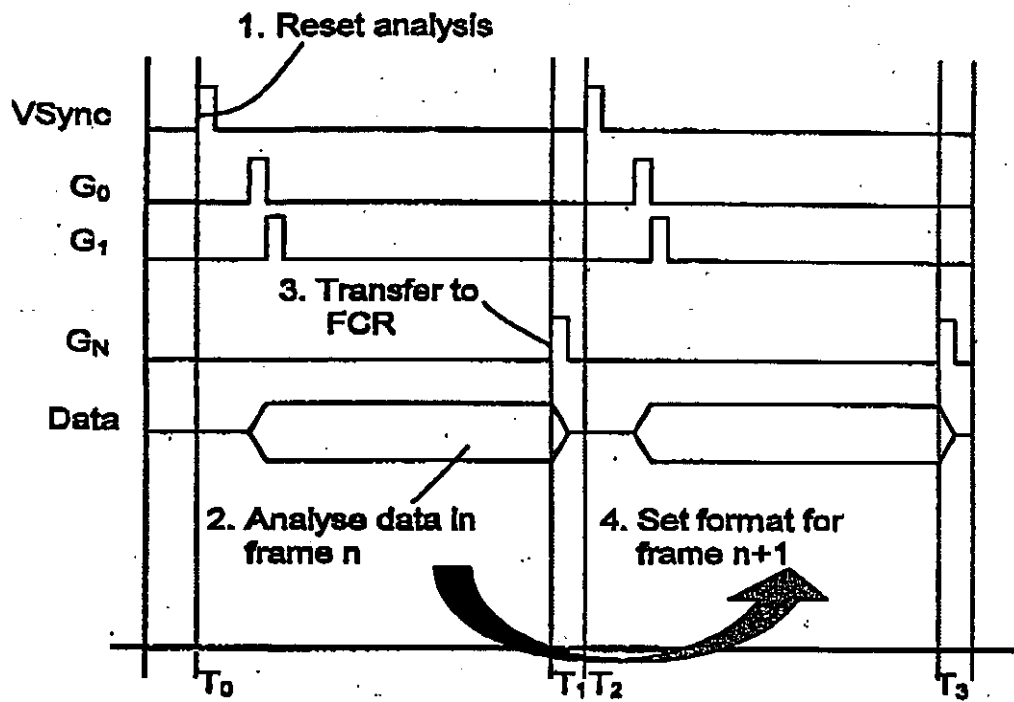 1. Reset analysis
VSync
G₀
G₁
3. Transfer to
FCR
G_N
Data
2. Analyse data in
frame n
4. Set format for
frame n+1
T₀
T₁
T₂
T₃